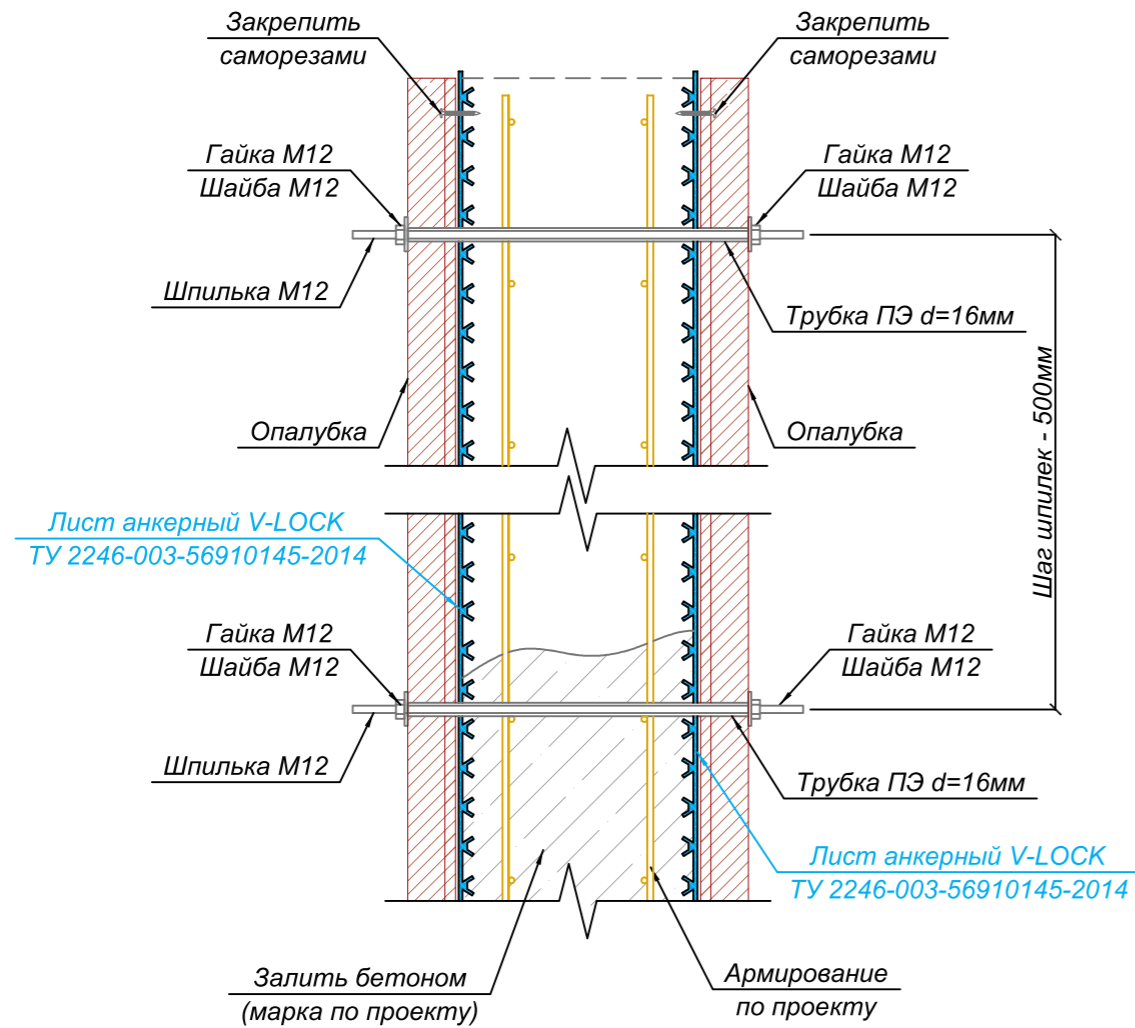 Закрепить
саморезами
Закрепить
саморезами
Гайка М12
Шайба М12
Гайка М12
Шайба М12
Шпилька М12
Трубка ПЭ d=16мм
Опалубка
Опалубка
Шаг шпилек - 500мм
Лист анкерный V-LOCK
ТУ 2246-003-56910145-2014
Гайка М12
Шайба М12
Гайка М12
Шайба М12
Шпилька М12
Трубка ПЭ d=16мм
Лист анкерный V-LOCK
ТУ 2246-003-56910145-2014
Залить бетоном
(марка по проекту)
Армирование
по проекту